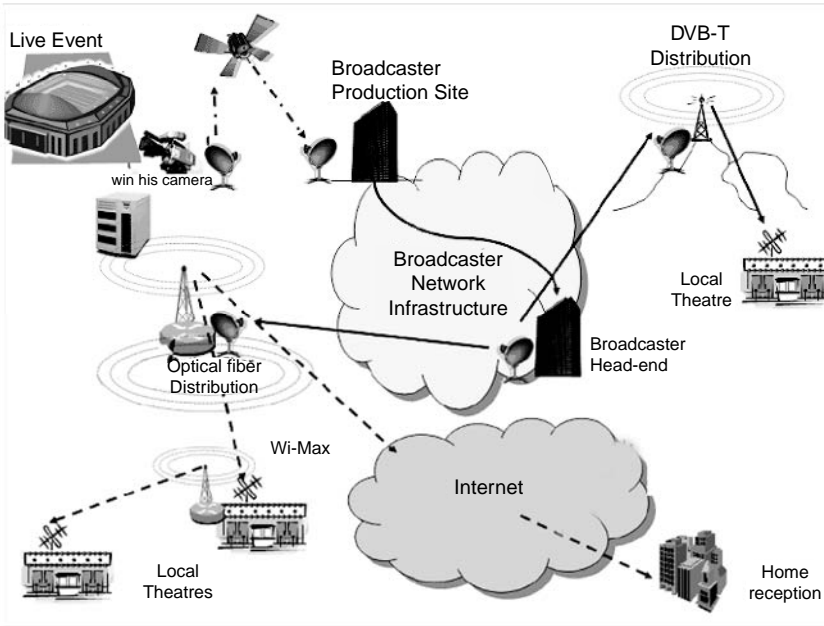 Live Event
Broadcaster
Production Site
DVB-T
Distribution
win his camera
Broadcaster
Network
Infrastructure
Local
Theatre
Broadcaster
Head-end
Optical fiber
Distribution
Wi-Max
Internet
Local
Theatres
Home
reception